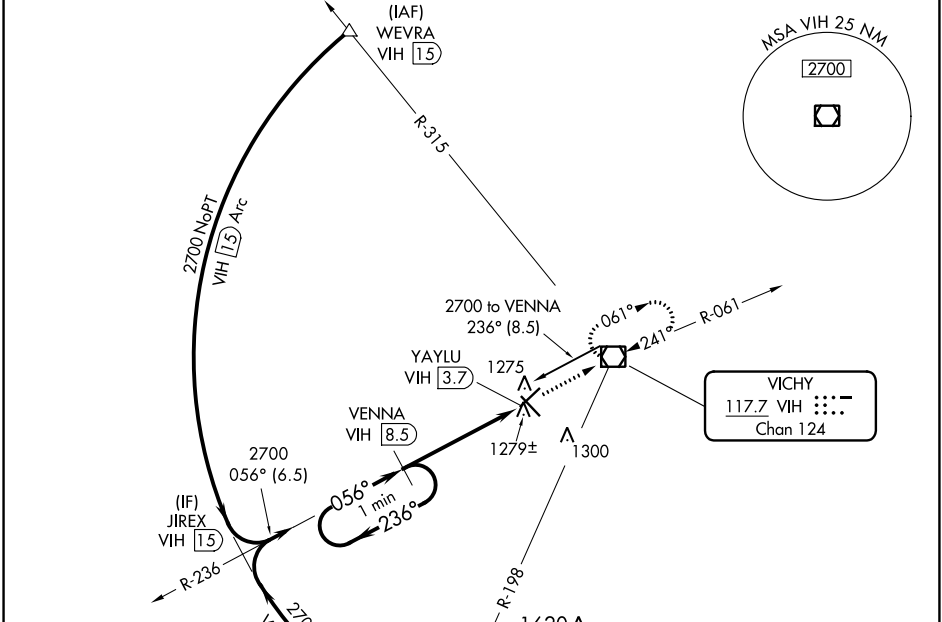 (IAF)
WEVRA
VIH 15
MSA VIH 25 NM
2700
R-315
2700 NoPT
VIH 15 Arc
2700 to VENNA
236° (8.5)
061°
241°
R-061
YAYLU
VIH 3.7
1275
VICHY
117.7 VIH
Chan 124
VENNA
VIH 8.5
1279±
1300
2700
056° (6.5)
056°
1 min
236°
(IF)
JIREX
VIH 15
R-236
R-198